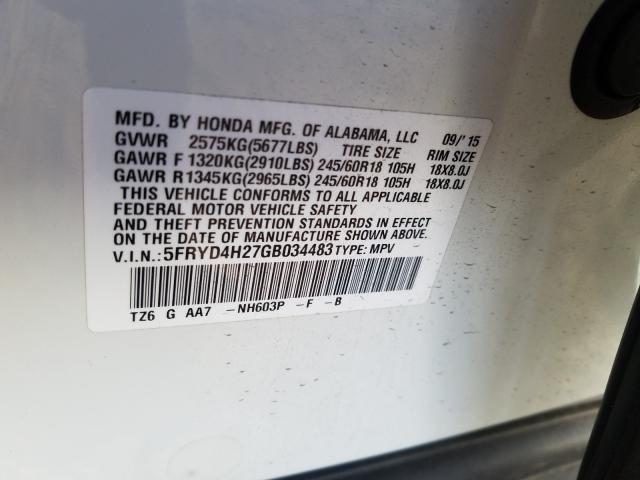 MFD. BY HONDA MFG. OF ALABAMA, LLC 09/'15
GVWR 2575KG(5677LBS) TIRE SIZE RIM SIZE
GAWR F 1320KG(2910LBS) 245/60R18 105H 18X8.0J
GAWR R 1345KG(2965LBS) 245/60R18 105H 18X8.0J
THIS VEHICLE CONFORMS TO ALL APPLICABLE
FEDERAL MOTOR VEHICLE SAFETY
AND THEFT PREVENTION STANDARDS IN EFFECT
ON THE DATE OF MANUFACTURE SHOWN ABOVE.
V.I.N.: 5FRYD4H27GB034483 TYPE: MPV
TZ6 G AA7 -NH603P -F -B